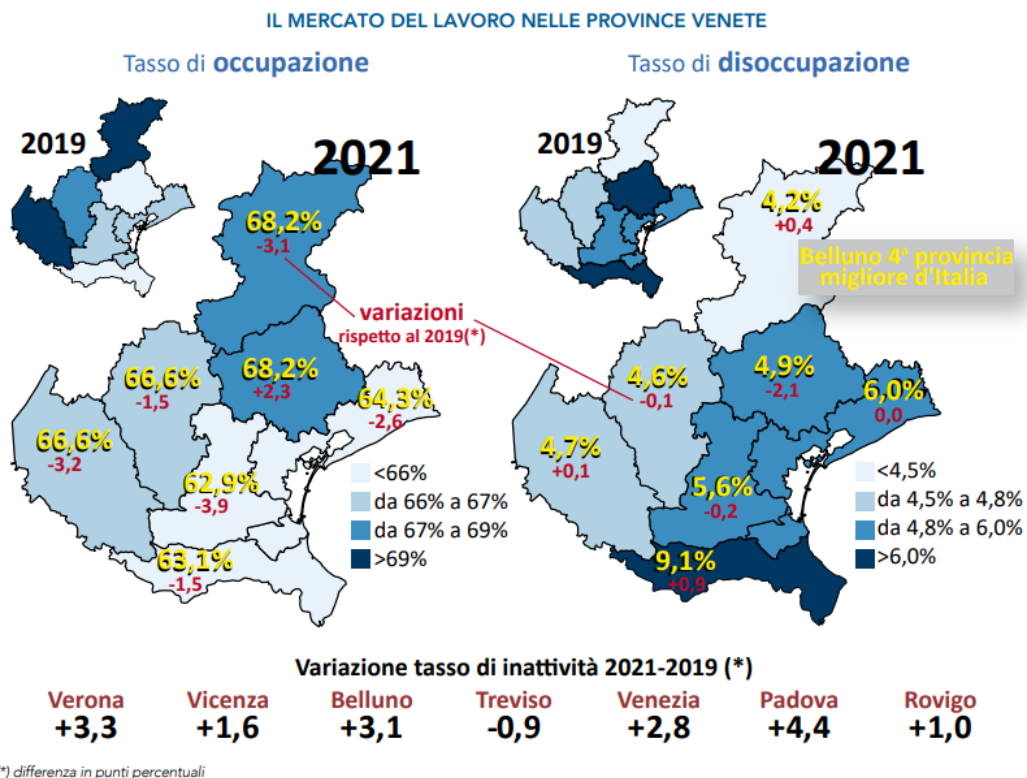 IL MERCATO DEL LAVORO NELLE PROVINCE VENETE
Tasso di occupazione
2019
2021
68,2%
-3,1
variazioni
rispetto al 2019(*)
66,6%
-1,5
68,2%
+2,3
64,3%
-2,6
66,6%
-3,2
62,9%
-3,9
63,1%
-1,5
<66%
da 66% a 67%
da 67% a 69%
>69%
Tasso di disoccupazione
2019
2021
4,2%
+0,4
Belluno 4ª provincia
migliore d'Italia
4,6%
-0,1
4,9%
-2,1
6,0%
0,0
4,7%
+0,1
5,6%
-0,2
9,1%
+0,9
<4,5%
da 4,5% a 4,8%
da 4,8% a 6,0%
>6,0%
Variazione tasso di inattività 2021-2019 (*)
Verona Vicenza Belluno Treviso Venezia Padova Rovigo
+3,3 +1,6 +3,1 -0,9 +2,8 +4,4 +1,0
*) differenza in punti percentuali